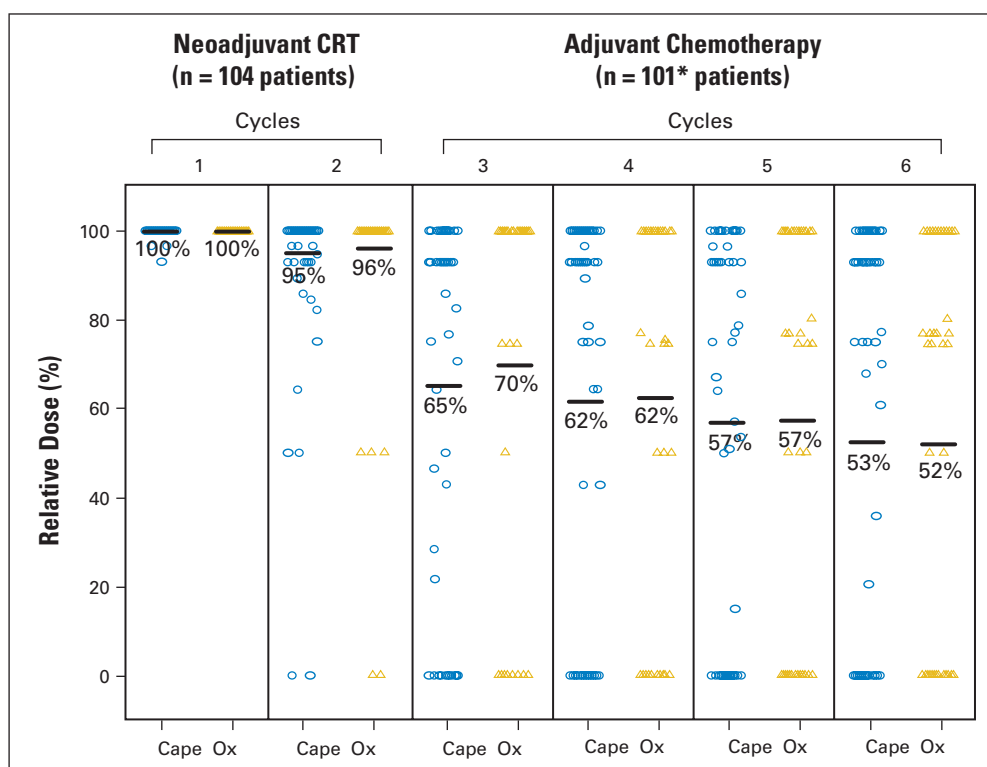 Neoadjuvant CRT
(n = 104 patients)
Adjuvant Chemotherapy
(n = 101* patients)
Cycles
Cycles
1 2 3 4 5 6
Relative Dose (%)
100
80
60
40
20
0
100% 100%
95% 96%
65% 70%
62% 62%
57% 57%
53% 52%
Cape Ox Cape Ox Cape Ox Cape Ox Cape Ox Cape Ox